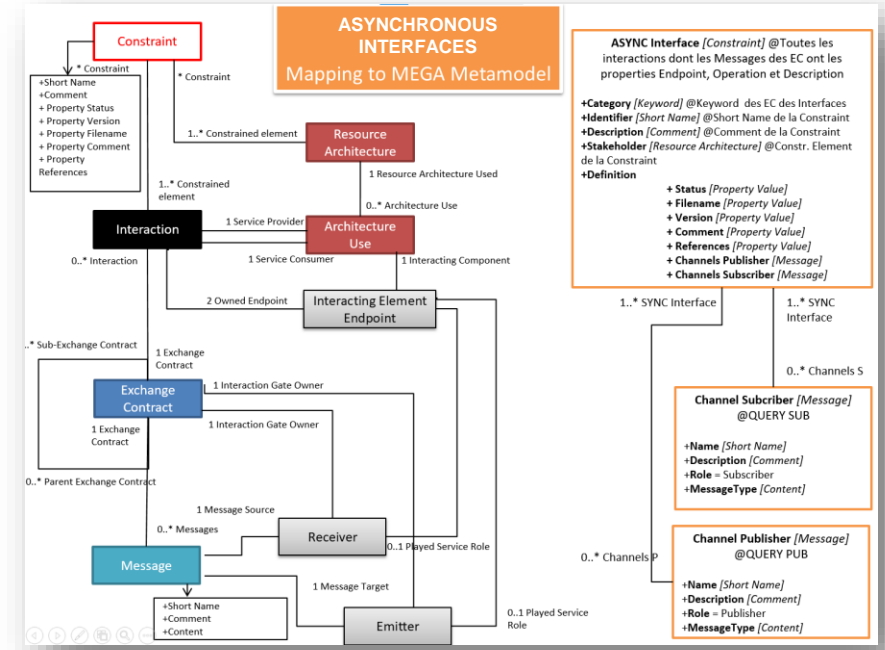 ASYNCHRONOUS
INTERFACES
Mapping to MEGA Metamodel
Constraint
* Constraint
* Constraint
+Short Name
+Comment
+ Property Status
+ Property Version
+ Property Filename
+ Property Comment
+ Property
References
1..* Constrained element
Resource
Architecture
1 Resource Architecture Used
1..* Constrained
element
0..* Architecture Use
Interaction
1 Service Provider
Architecture
Use
1 Service Consumer
1 Interacting Component
0..* Interaction
2 Owned Endpoint
Interacting Element
Endpoint
..* Sub-Exchange Contract
1 Exchange
Contract
Exchange
Contract
1 Interaction Gate Owner
1 Interaction Gate Owner
1 Exchange
Contract
0..* Parent Exchange Contract
1 Message Source
0..* Messages
Receiver
0..1 Played Service Role
Message
1 Message Target
+Short Name
+Comment
+Content
Emitter
0..1 Played Service
Role
ASYNC Interface [Constraint] @Toutes les
interactions dont les Messages des EC ont les
properties Endpoint, Operation et Description
+Category [Keyword] @Keyword des EC des Interfaces
+Identifier [Short Name] @Short Name de la Constraint
+Description [Comment] @Comment de la Constraint
+Stakeholder [Resource Architecture] @Constr. Element
de la Constraint
+Definition
+ Status [Property Value]
+ Filename [Property Value]
+ Version [Property Value]
+ Comment [Property Value]
+ References [Property Value]
+ Channels Publisher [Message]
+ Channels Subscriber [Message]
1..* SYNC Interface
1..* SYNC
Interface
0..* Channels S
Channel Subcriber [Message]
@QUERY SUB
+Name [Short Name]
+Description [Comment]
+Role = Subscriber
+MessageType [Content]
0..* Channels P
Channel Publisher [Message]
@QUERY PUB
+Name [Short Name]
+Description [Comment]
+Role = Publisher
+MessageType [Content]